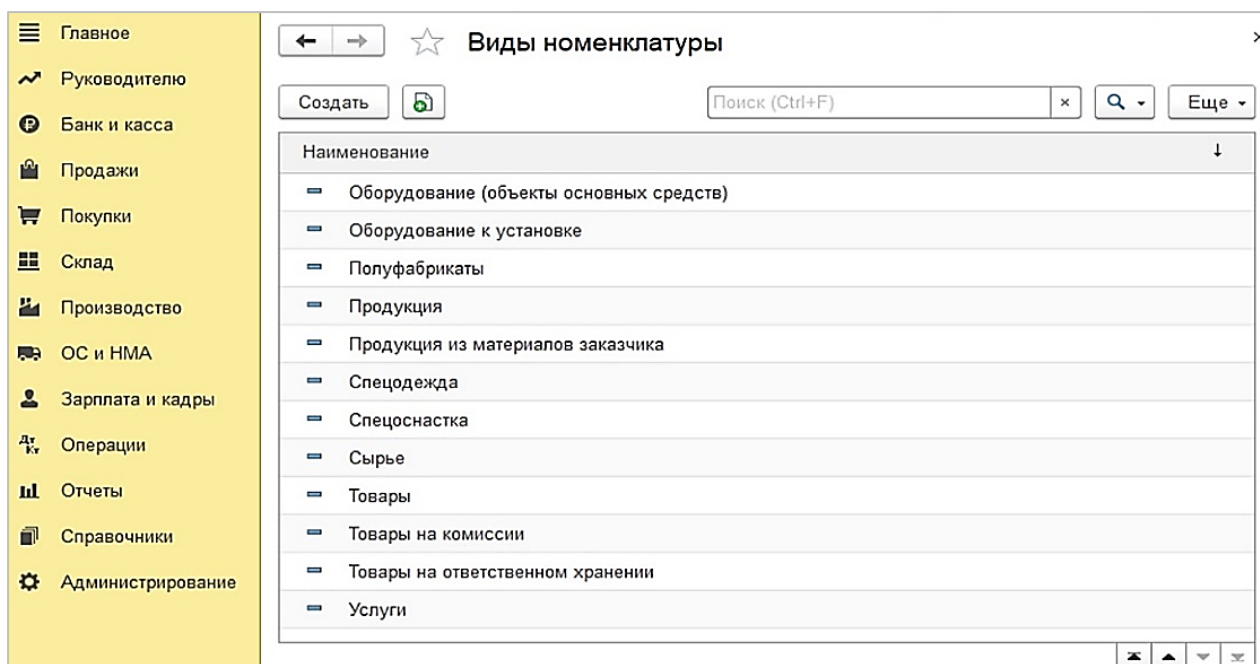 Главное
Руководителю
Банк и касса
Продажи
Покупки
Склад
Производство
ОС и НМА
Зарплата и кадры
Дт Кт Операции
Отчеты
Справочники
Администрирование
Виды номенклатуры
Создать
Поиск (Ctrl+F)
Еще
Наименование
Оборудование (объекты основных средств)
Оборудование к установке
Полуфабрикаты
Продукция
Продукция из материалов заказчика
Спецодежда
Спецоснастка
Сырье
Товары
Товары на комиссии
Товары на ответственном хранении
Услуги